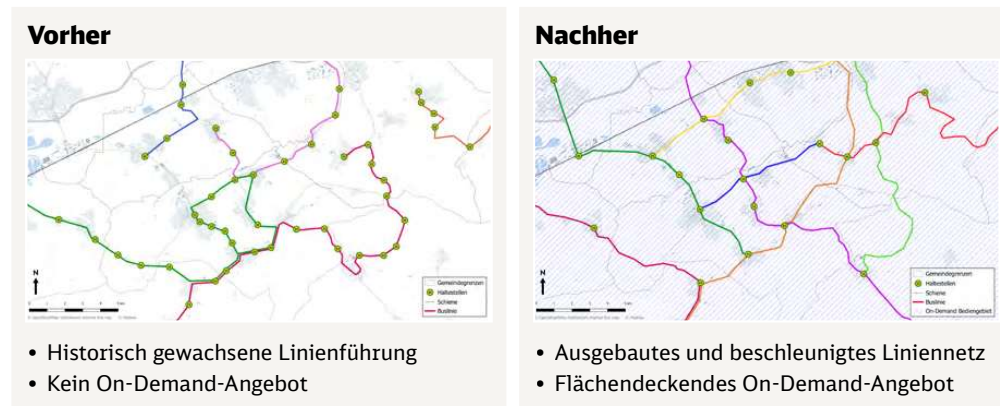 Vorher
N
Gemeindegrenzen
Haltestellen
Schiene
Buslinie
• Historisch gewachsene Linienführung
• Kein On-Demand-Angebot
Nachher
N
Gemeindegrenzen
Haltestellen
Schiene
Buslinie
On-Demand Bediengebiet
• Ausgebautes und beschleunigtes Liniennetz
• Flächendeckendes On-Demand-Angebot